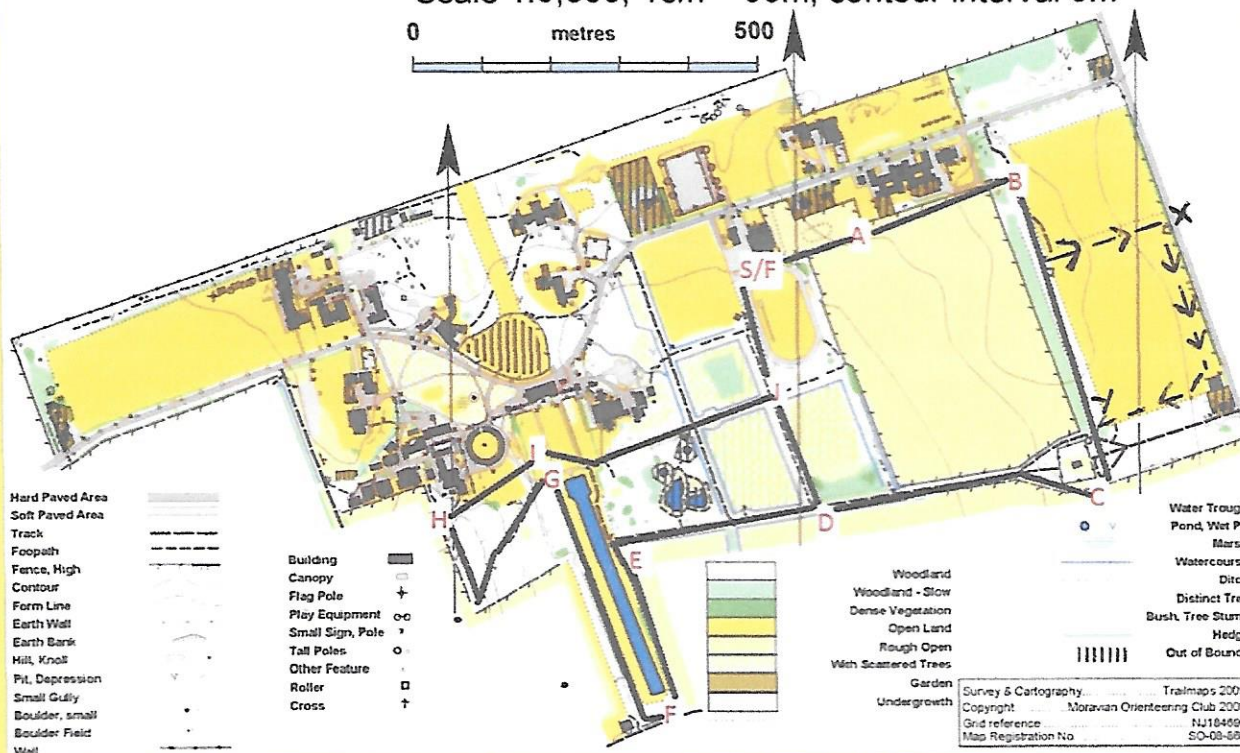 0 metres 500
B
A
S/F
X
J
I
G
H
D
C
E
F
Hard Paved Area
Soft Paved Area
Track
Foopath
Fence, High
Contour
Form Line
Earth Wall
Earth Bank
Hill, Knoll
Pit, Depression
Small Gully
Boulder, small
Boulder Field
Wall
Building
Canopy
Flag Pole
Play Equipment
Small Sign, Pole
Tall Poles
Other Feature
Roller
Cross
Woodland
Woodland - Slow
Dense Vegetation
Open Land
Rough Open
With Scattered Trees
Garden
Undergrowth
Water Troug
Pond, Wet P
Mars
Watercours
Ditc
Distinct Tre
Bush, Tree Stum
Hedg
Out of Bound
Survey & Cartography Trailmaps 200
Copyright Moravian Orienteering Club 200
Grid reference NJ18469
Map Registration No SO-08-86